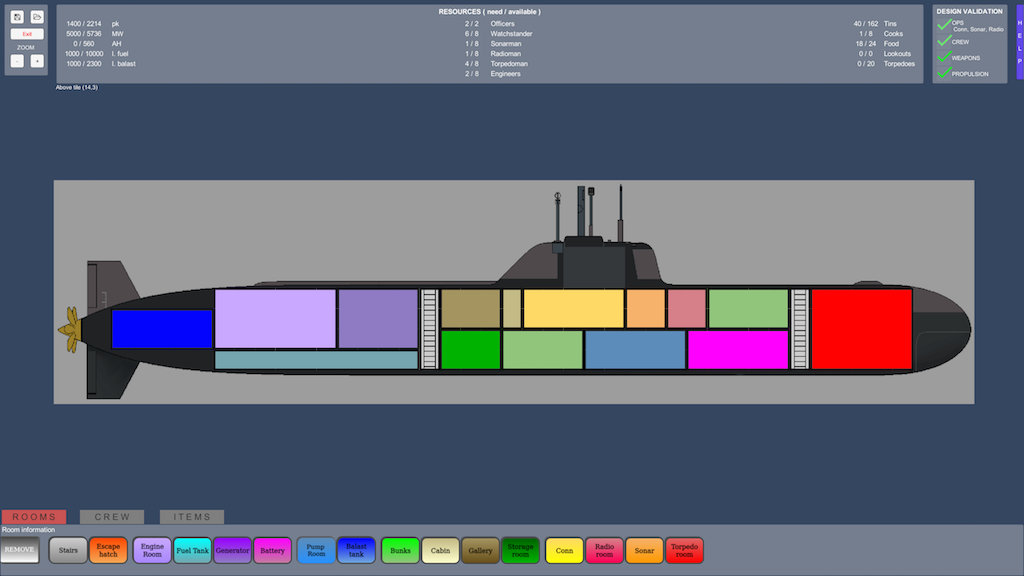 RESOURCES ( need / available )
1400 / 2214 pk
5000 / 5736 MW
0 / 560 AH
1000 / 10000 l. fuel
1000 / 2300 l. balast
2 / 2 Officers
6 / 8 Watchstander
1 / 8 Sonarman
1 / 8 Radioman
4 / 8 Torpedoman
2 / 8 Engineers
40 / 162 Tins
1 / 8 Cooks
18 / 24 Food
0 / 0 Lookouts
0 / 20 Torpedoes
DESIGN VALIDATION
OPS
Conn, Sonar, Radio
CREW
WEAPONS
PROPULSION
HELP
Exit
ZOOM
-
+
Above tile (14,3)
ROOMS
CREW
ITEMS
Room information
REMOVE
Stairs
Escape hatch
Engine Room
Fuel Tank
Generator
Battery
Pump Room
Balast tank
Bunks
Cabin
Gallery
Storage room
Conn
Radio room
Sonar
Torpedo room